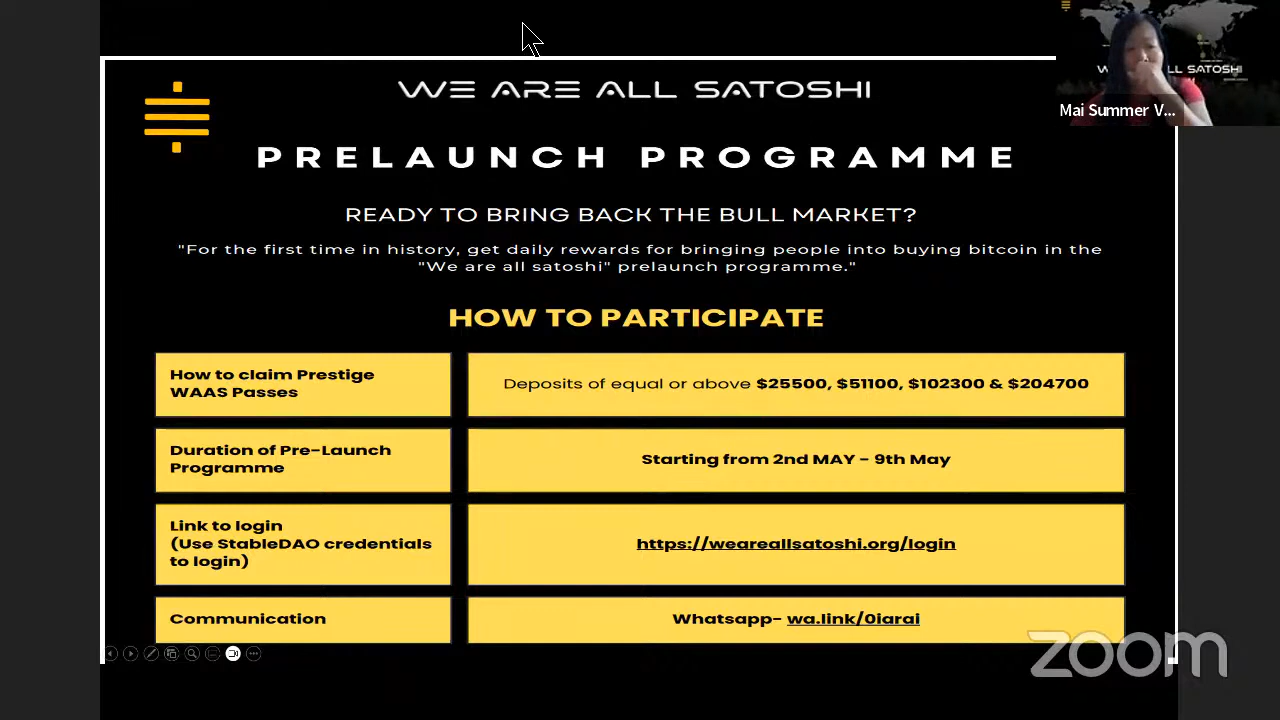 WE ARE ALL SATOSHI
PRELAUNCH PROGRAMME
READY TO BRING BACK THE BULL MARKET?
"For the first time in history, get daily rewards for bringing people into buying bitcoin in the
"We are all satoshi" prelaunch programme."
HOW TO PARTICIPATE
How to claim Prestige
WAAS Passes
Deposits of equal or above $25500, $51100, $102300 & $204700
Duration of Pre-Launch
Programme
Starting from 2nd MAY - 9th May
Link to login
(Use StableDAO credentials
to login)
https://weareallsatoshi.org/login
Communication
Whatsapp- wa.link/0iarai
LL SATOSHI
Mai Summer V...
zoom